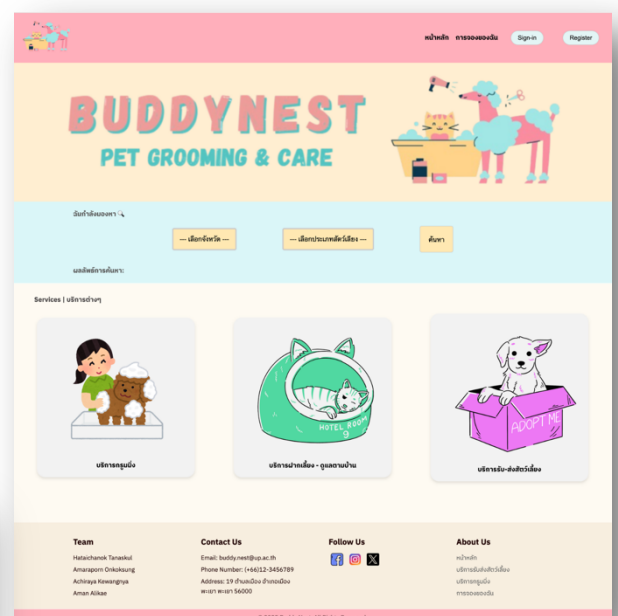 หน้าหลัก การจองของฉัน Sign-in Register
BUDDYNEST
PET GROOMING & CARE
ฉันกำลังมองหา
--- เลือกจังหวัด --- --- เลือกประเภทสัตว์เลี้ยง --- ค้นหา
ผลลัพธ์การค้นหา:
Services | บริการต่างๆ
HOTEL ROOM
9
ADOPT ME
บริการกรูมมิ่ง
บริการฝากเลี้ยง - ดูแลตามบ้าน
บริการรับ-ส่งสัตว์เลี้ยง
Team
Hataichanok Tanaskul
Amaraporn Onkoksung
Achiraya Kewangnya
Aman Alikae
Contact Us
Email: buddy.nest@up.ac.th
Phone Number: (+66)12-3456789
Address: 19 ตำบลเมือง อำเภอเมือง
พะเยา พะเยา 56000
Follow Us
About Us
หน้าหลัก
บริการรับส่งสัตว์เลี้ยง
บริการกรูมมิ่ง
การจองของฉัน